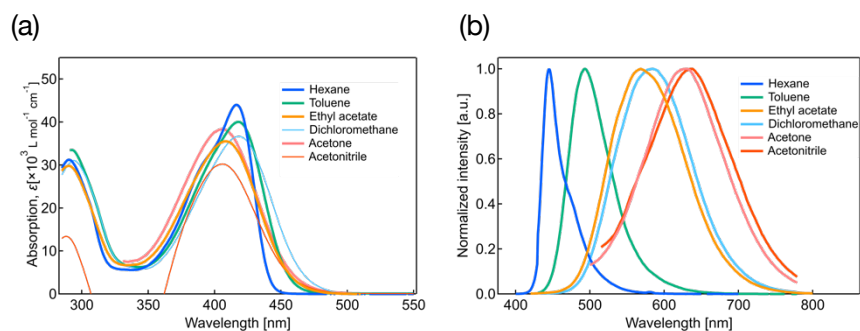 (a)
Absorption, ε[×10³ L mol⁻¹ cm⁻¹]
50
40
30
20
10
0
300
350
400
450
500
550
Wavelength [nm]
Hexane
Toluene
Ethyl acetate
Dichloromethane
Acetone
Acetonitrile
(b)
Normalized intensity [a.u.]
1.0
0.8
0.6
0.4
0.2
0.0
400
500
600
700
800
Wavelength [nm]
Hexane
Toluene
Ethyl acetate
Dichloromethane
Acetone
Acetonitrile